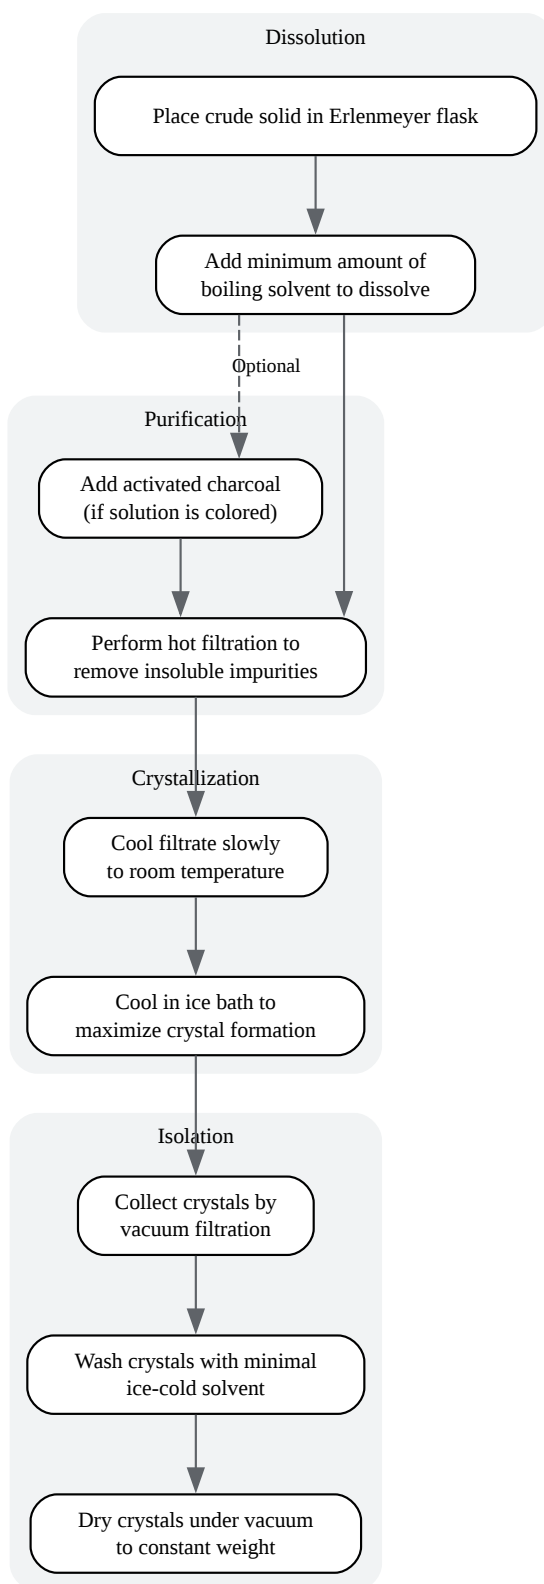 Dissolution
Place crude solid in Erlenmeyer flask
Add minimum amount of
boiling solvent to dissolve
Optional
Purification
Add activated charcoal
(if solution is colored)
Perform hot filtration to
remove insoluble impurities
Crystallization
Cool filtrate slowly
to room temperature
Cool in ice bath to
maximize crystal formation
Isolation
Collect crystals by
vacuum filtration
Wash crystals with minimal
ice-cold solvent
Dry crystals under vacuum
to constant weight